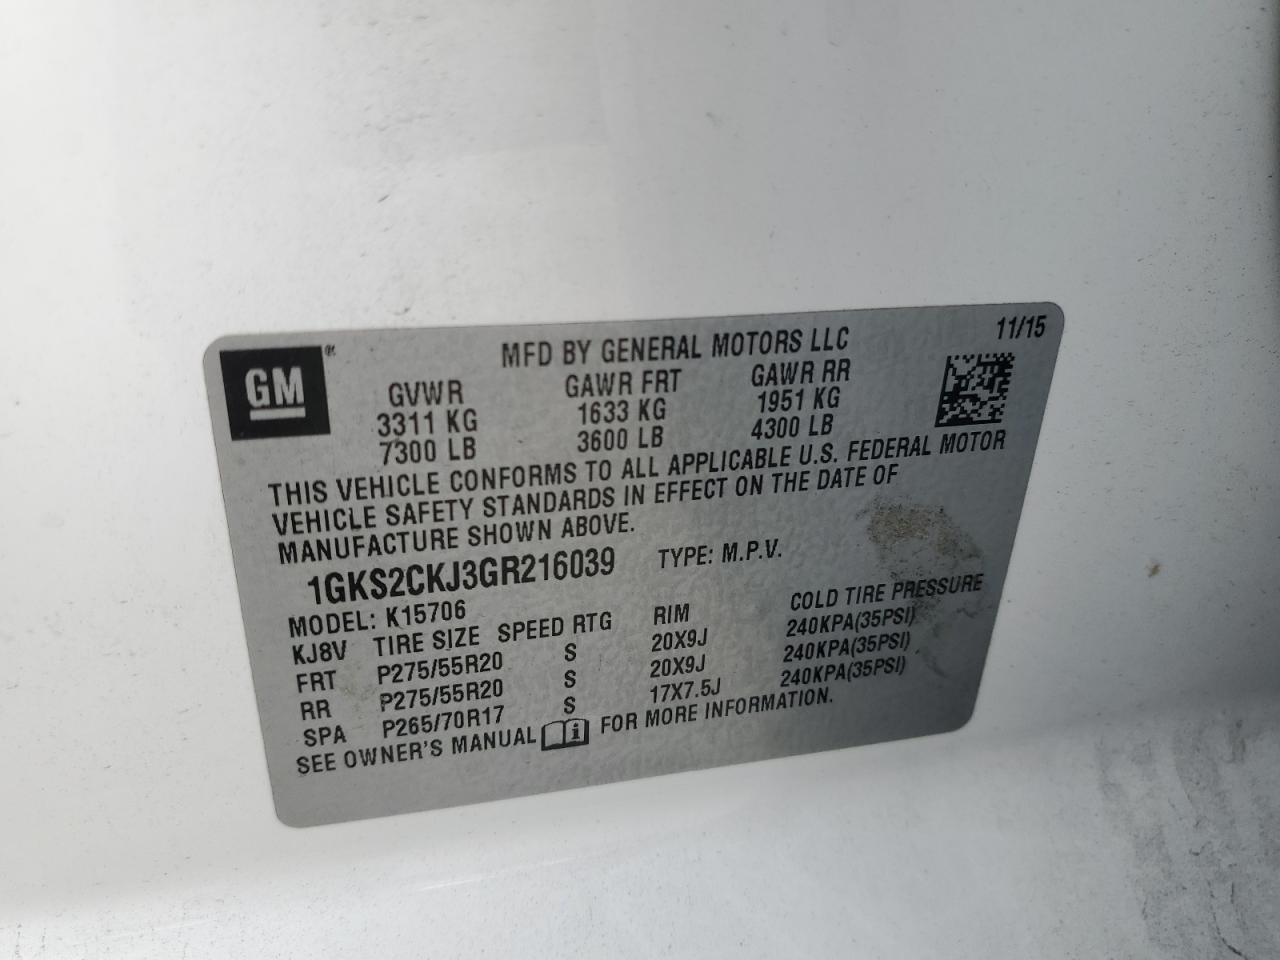 GM ®
MFD BY GENERAL MOTORS LLC 11/15
GVWR GAWR FRT GAWR RR
3311 KG 1633 KG 1951 KG
7300 LB 3600 LB 4300 LB
THIS VEHICLE CONFORMS TO ALL APPLICABLE U.S. FEDERAL MOTOR
VEHICLE SAFETY STANDARDS IN EFFECT ON THE DATE OF
MANUFACTURE SHOWN ABOVE.
1GKS2CKJ3GR216039 TYPE: M.P.V.
MODEL: K15706
KJ8V TIRE SIZE SPEED RTG RIM COLD TIRE PRESSURE
FRT P275/55R20 S 20X9J 240KPA(35PSI)
RR P275/55R20 S 20X9J 240KPA(35PSI)
SPA P265/70R17 S 17X7.5J 240KPA(35PSI)
SEE OWNER'S MANUAL i FOR MORE INFORMATION.